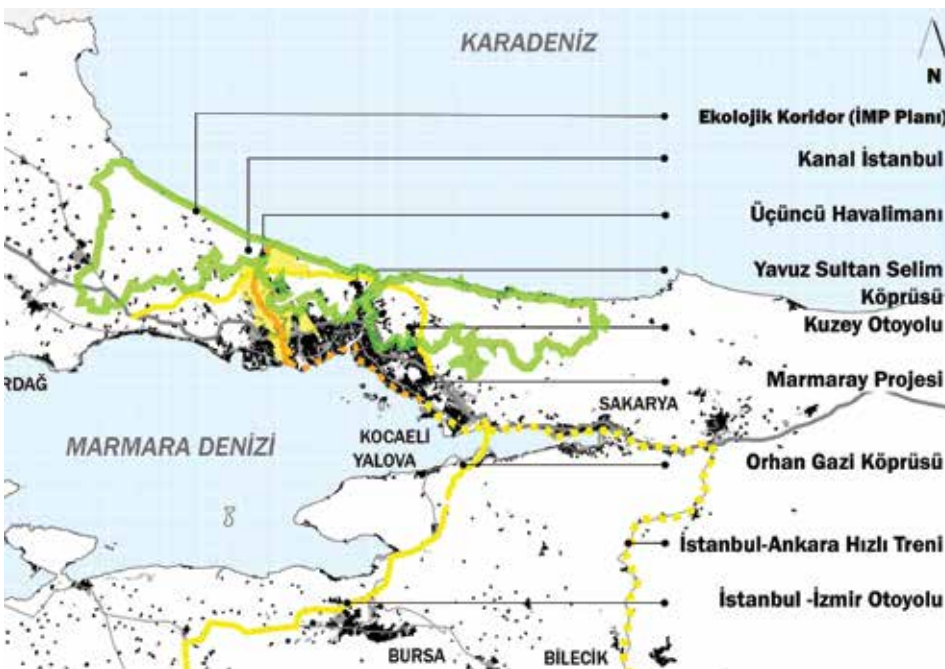 KARADENİZ
N
Ekolojik Koridor (İMP Planı)
Kanal İstanbul
Üçüncü Havalimanı
Yavuz Sultan Selim
Köprüsü
Kuzey Otoyolu
Marmaray Projesi
RDAĞ
SAKARYA
KOCAELİ
MARMARA DENİZİ
YALOVA
Orhan Gazi Köprüsü
İstanbul-Ankara Hızlı Treni
İstanbul -İzmir Otoyolu
BURSA
BİLECİK